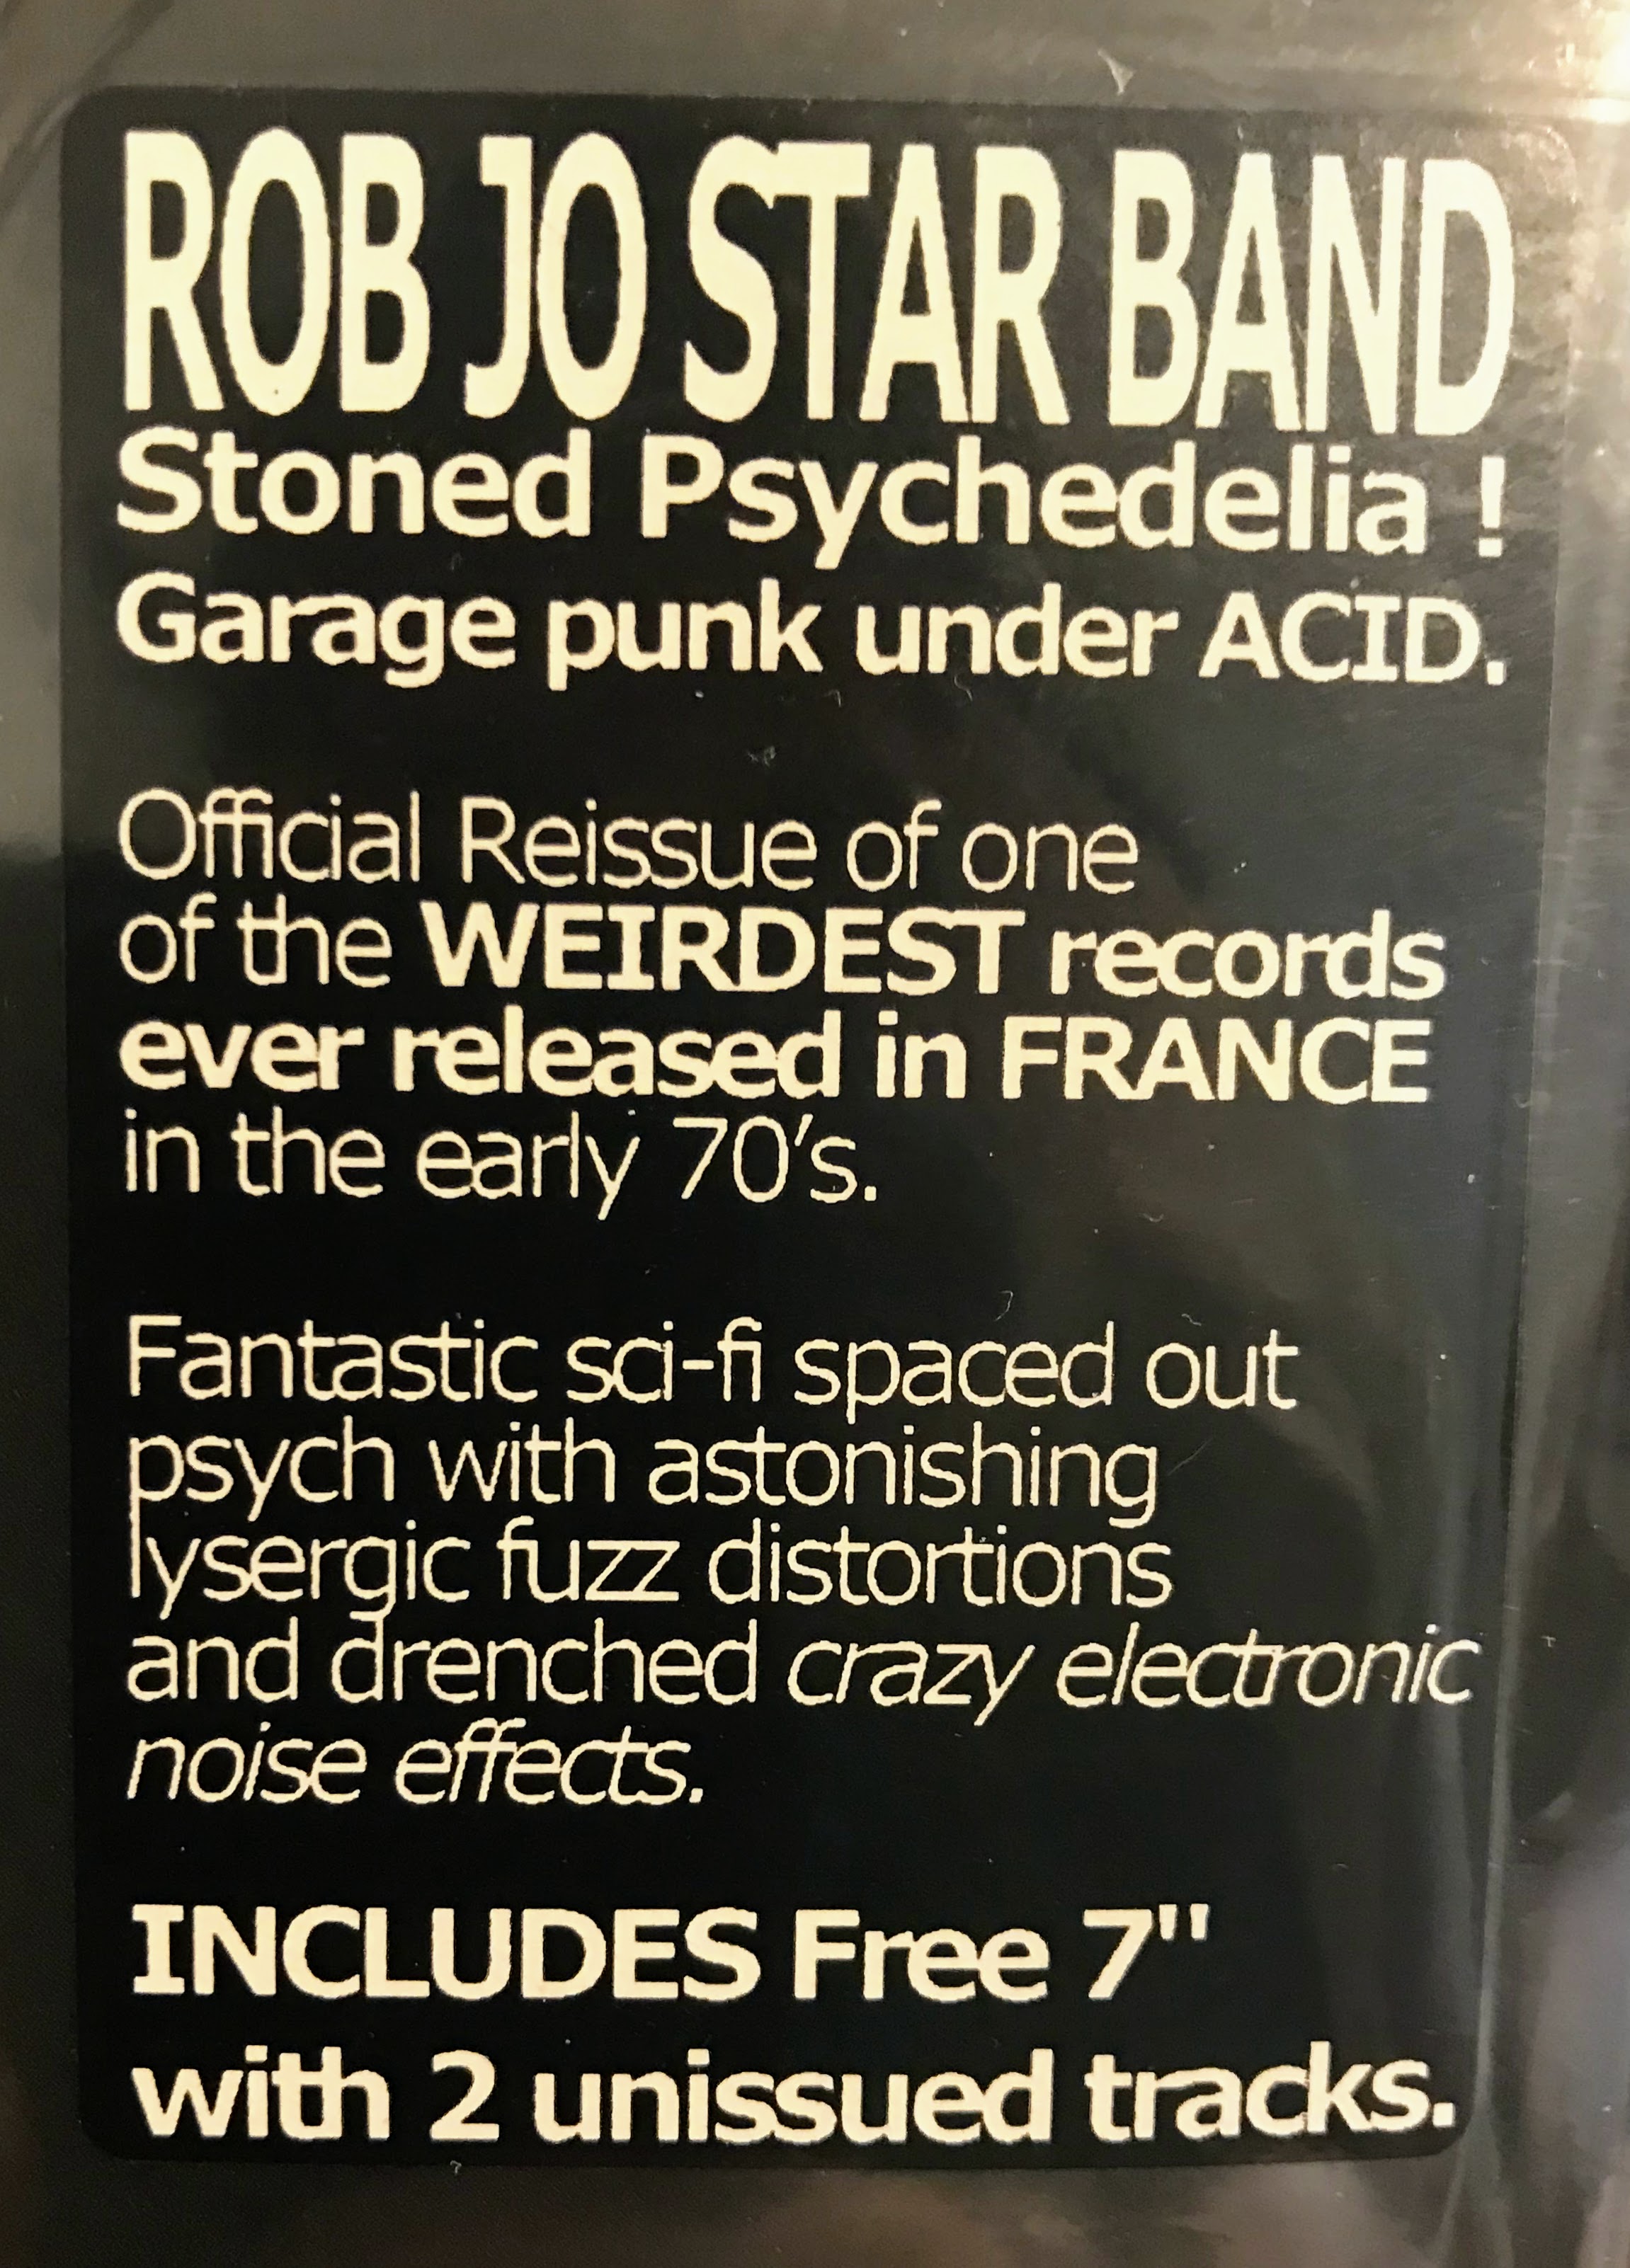 ROB JO STAR BAND
Stoned Psychedelia !
Garage punk under ACID.
Official Reissue of one
of the WEIRDEST records
ever released in FRANCE
in the early 70's.
Fantastic sci-fi spaced out
psych with astonishing
lysergic fuzz distortions
and drenched crazy electronic
noise effects.
INCLUDES Free 7"
with 2 unissued tracks.